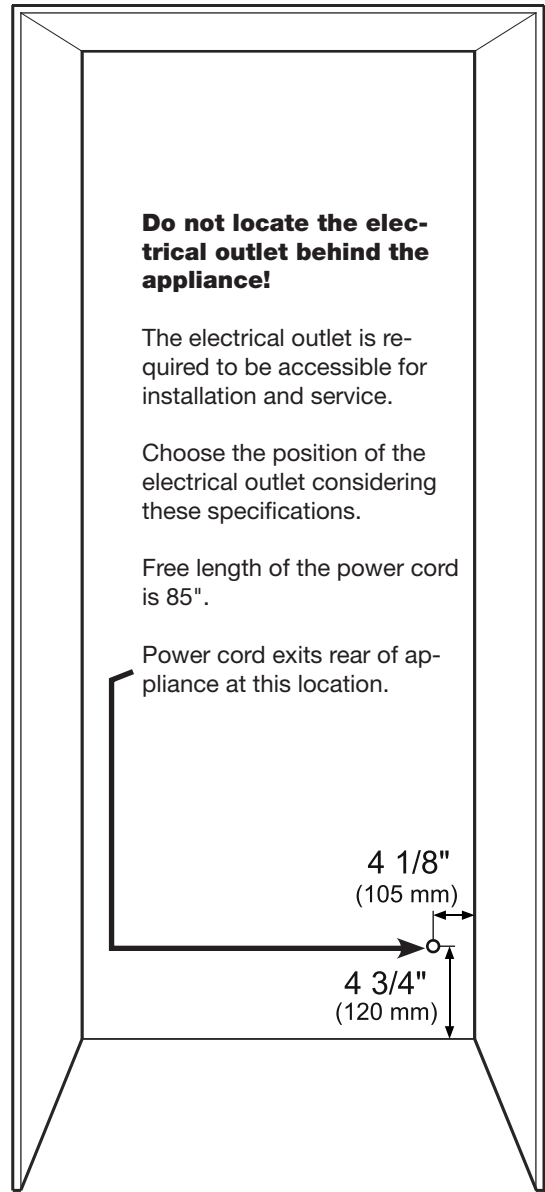 Do not locate the elec-
trical outlet behind the
appliance!
The electrical outlet is re-
quired to be accessible for
installation and service.
Choose the position of the
electrical outlet considering
these specifications.
Free length of the power cord
is 85".
Power cord exits rear of ap-
pliance at this location.
4 1/8"
(105 mm)
4 3/4"
(120 mm)